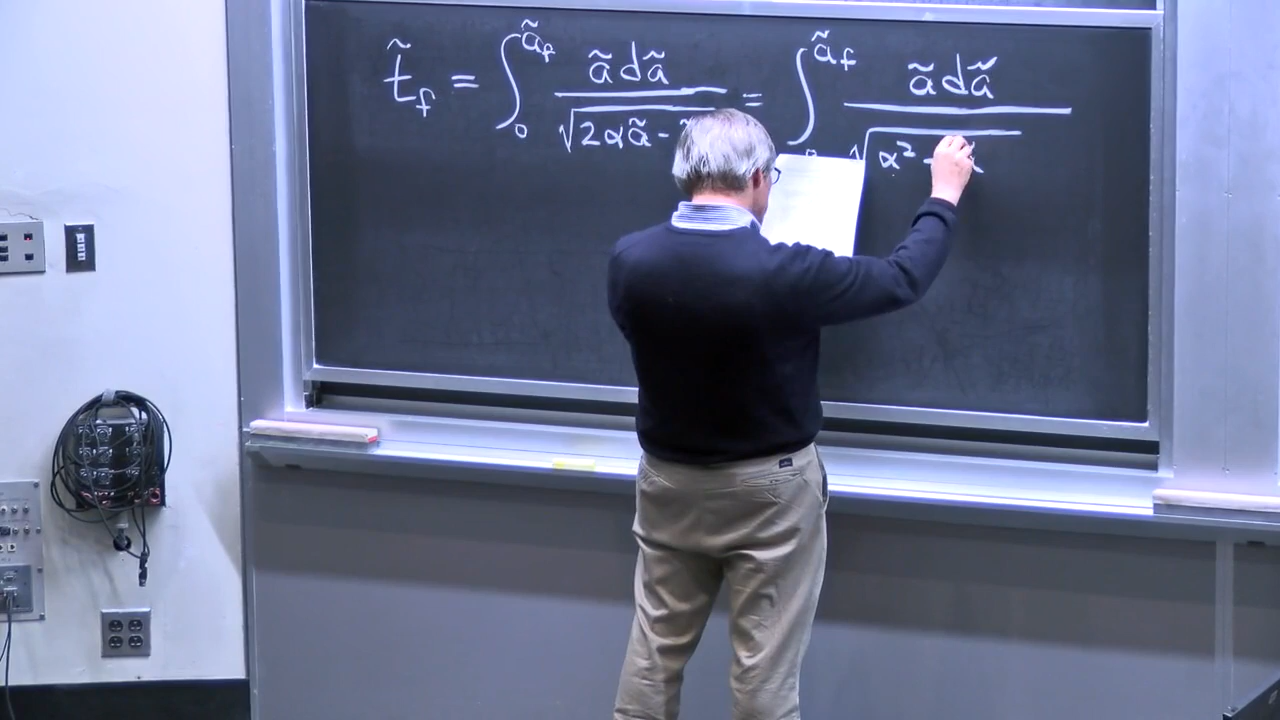 t̃_f = ∫₀^ã_f ã dã / √(2αã - = ∫^ã_f ã dã / √(α² -